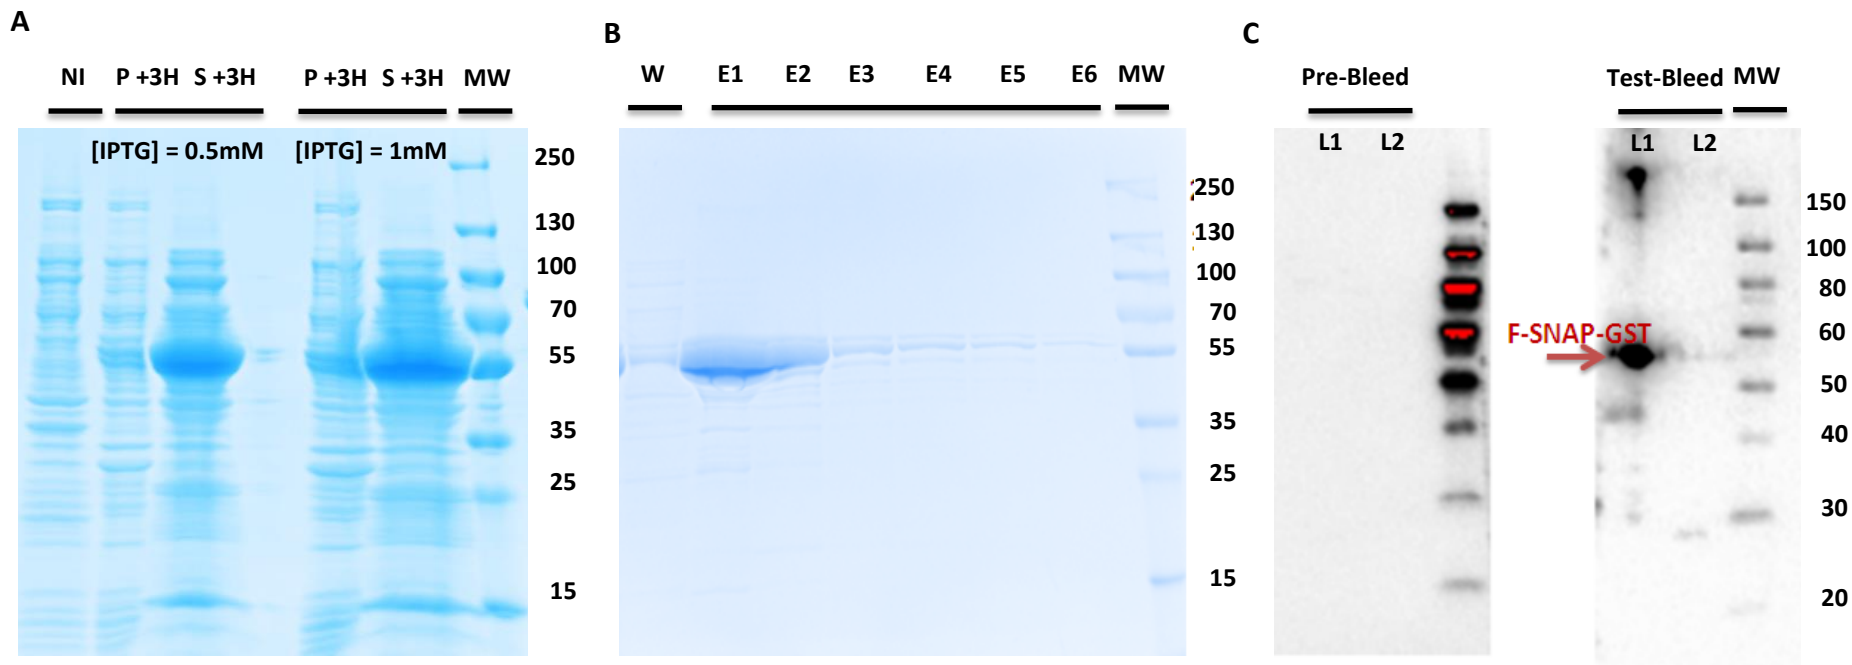 A
NI P +3H S +3H P +3H S +3H MW
[IPTG] = 0.5mM [IPTG] = 1mM
250
130
100
70
55
35
25
15
B
W E1 E2 E3 E4 E5 E6 MW
250
130
100
70
55
35
25
15
C
Pre-Bleed Test-Bleed MW
L1 L2 L1 L2
F-SNAP-GST
150
100
80
60
50
40
30
20